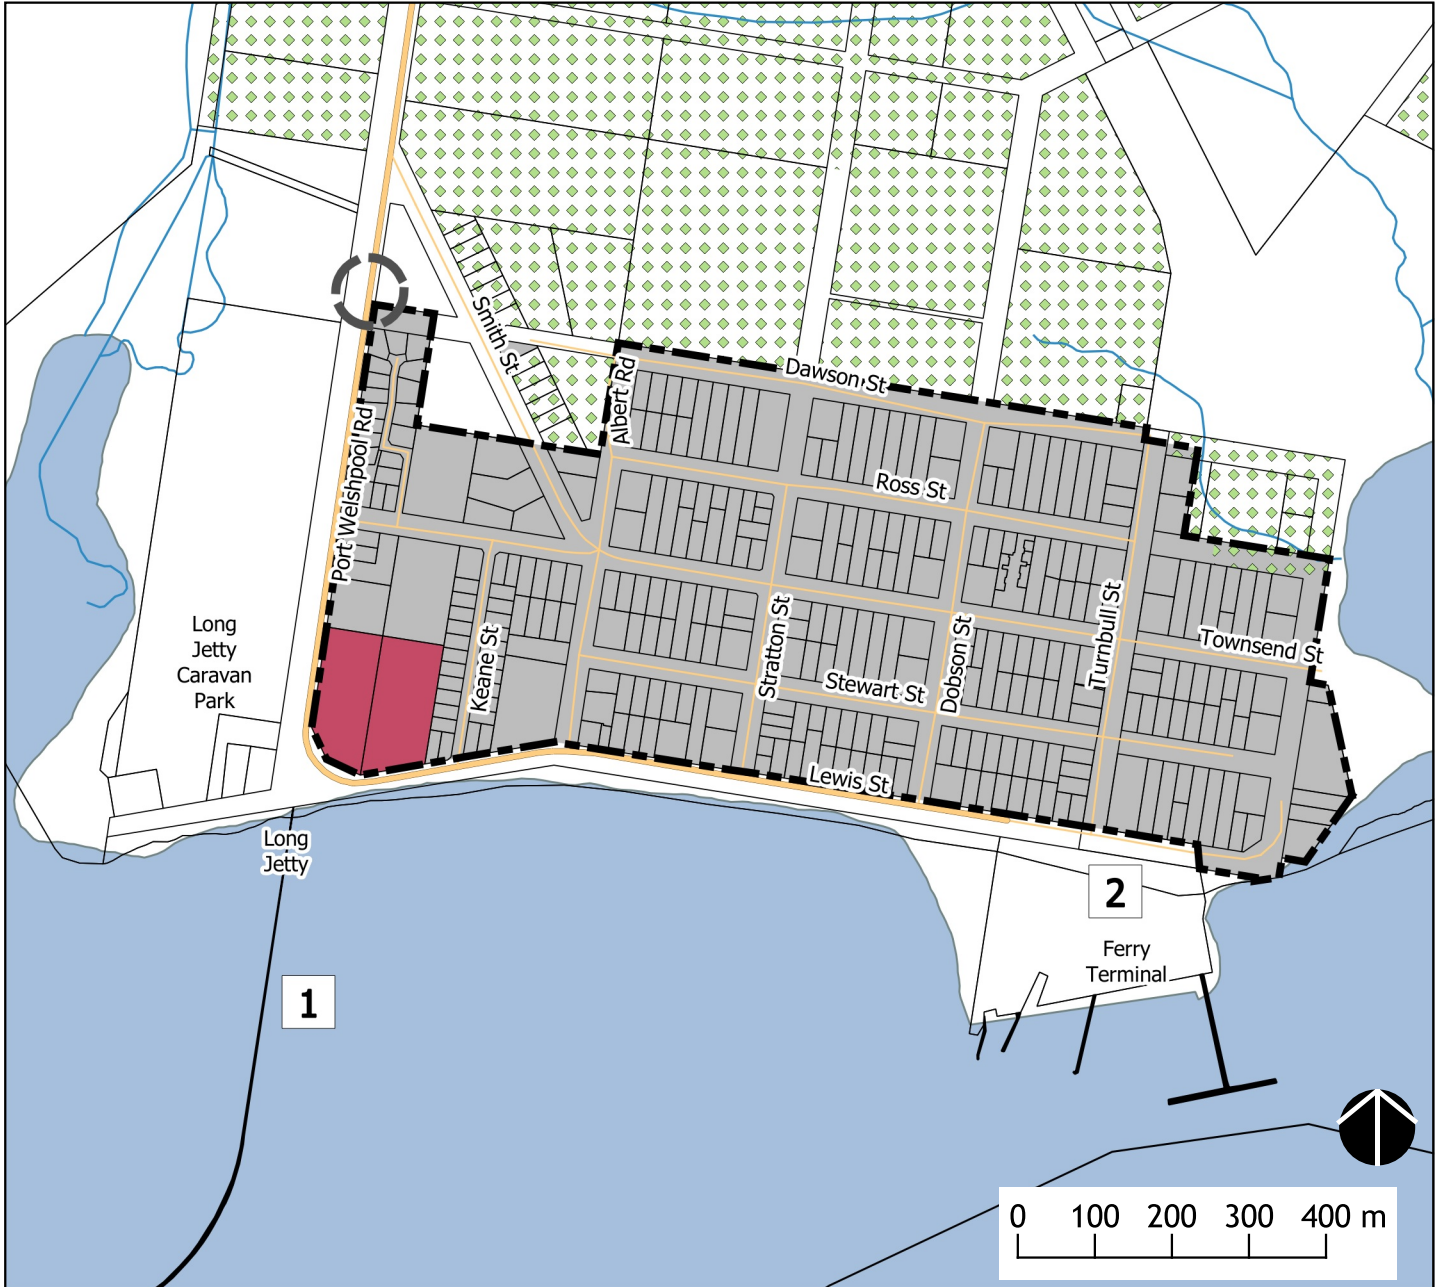 Smith St
Albert Rd
Dawson St
Port Welshpool Rd
Ross St
Long
Jetty
Caravan
Park
Keane St
Stratton St
Stewart St
Dobson St
Turnbull St
Townsend St
Lewis St
Long
Jetty
2
Ferry
Terminal
1
0 100 200 300 400 m